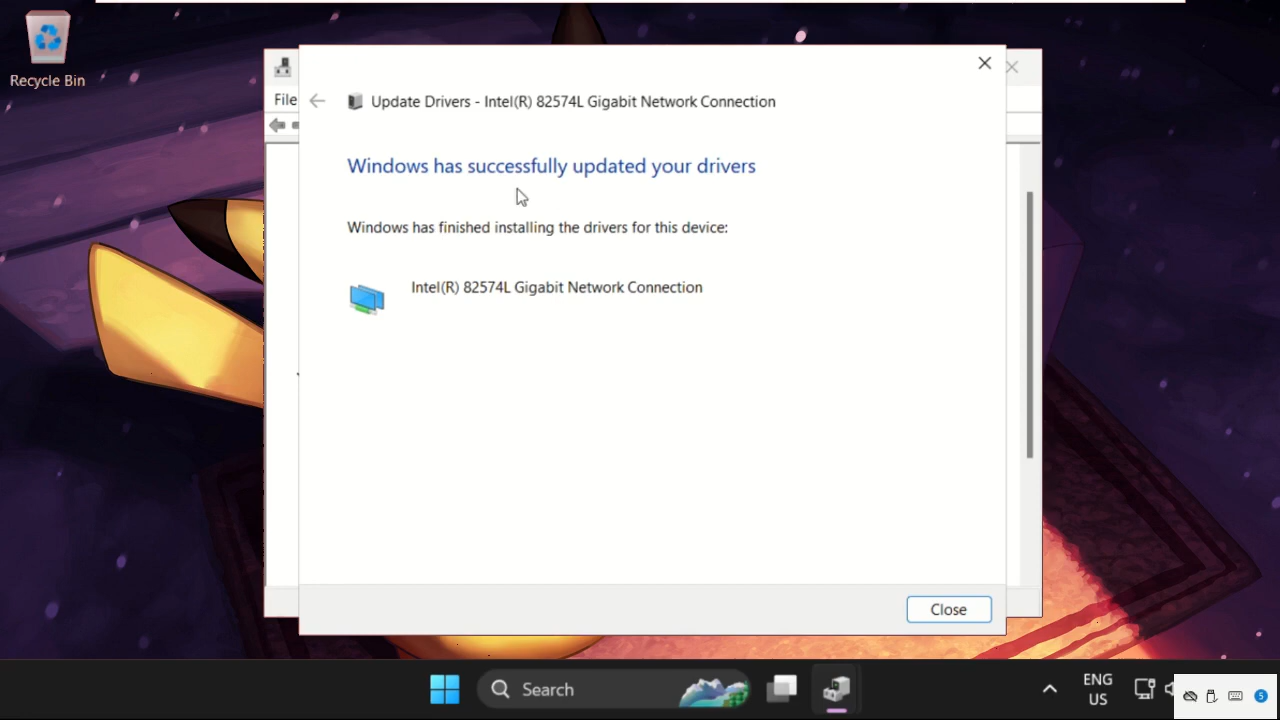 Recycle Bin
File
Update Drivers - Intel(R) 82574L Gigabit Network Connection
Windows has successfully updated your drivers
Windows has finished installing the drivers for this device:
Intel(R) 82574L Gigabit Network Connection
Close
Search
ENG
US
5